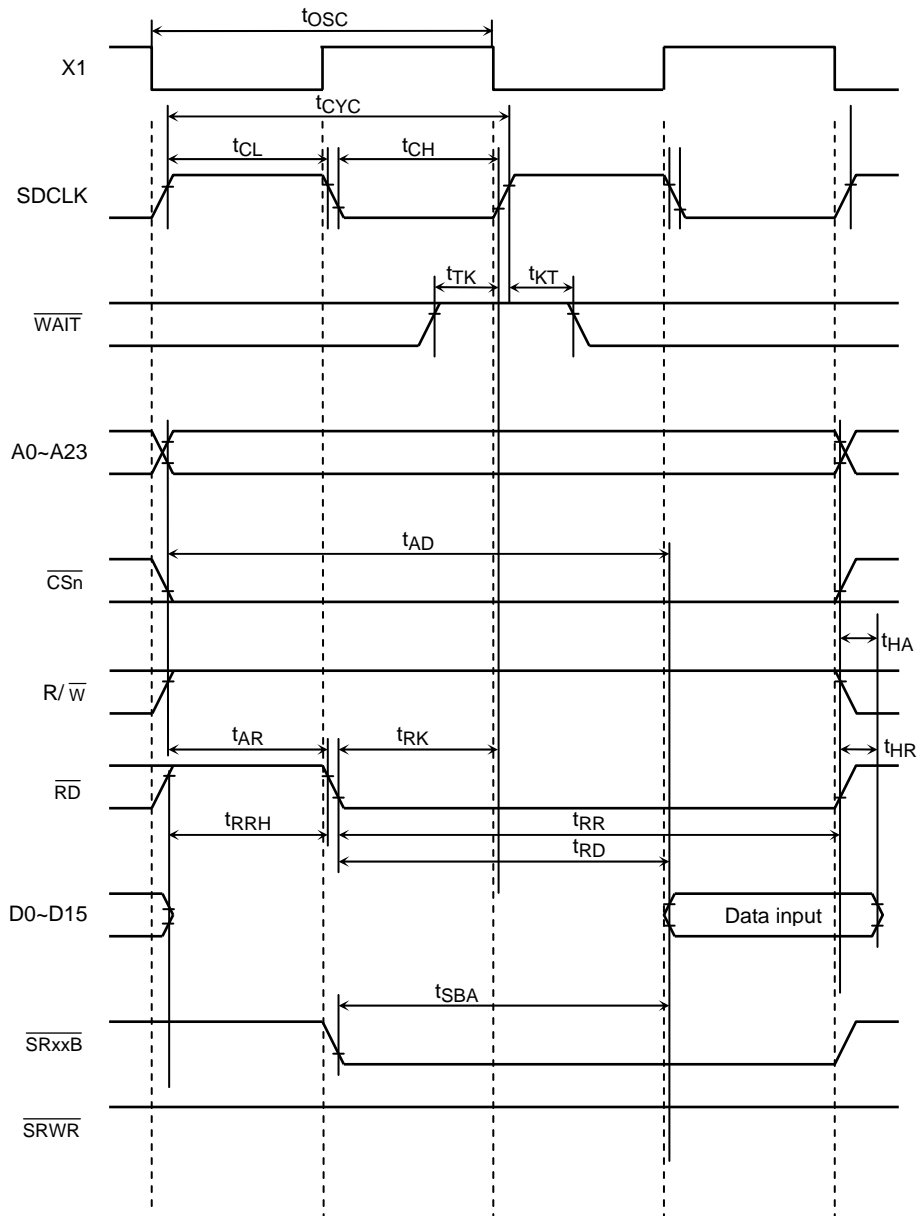 tOSC
X1
tCYC
tCL
tCH
SDCLK
tTK
tKT
WAIT
A0~A23
tAD
CSn
tHA
R/W
tAR
tRK
tHR
RD
tRRH
tRR
tRD
D0~D15
Data input
tSBA
SRxxB
SRWR